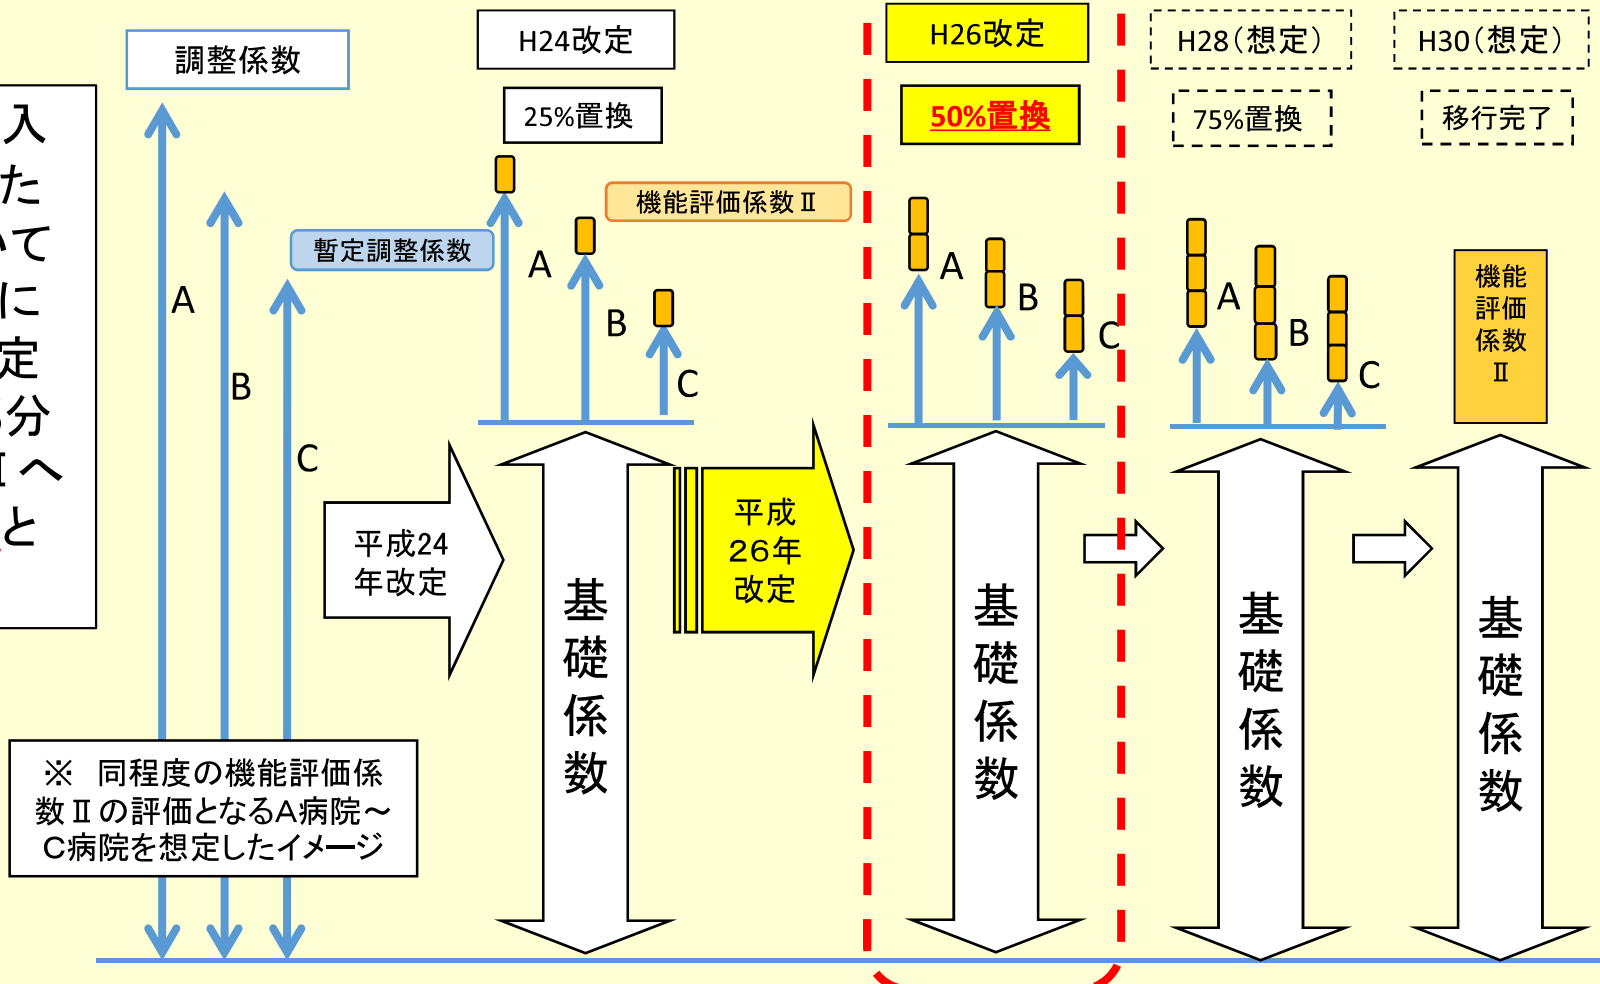 調整係数
H24改定
H26改定
H28（想定）
H30（想定）
25%置換
50%置換
75%置換
移行完了
入
た
いて
に
定
部分
Ⅱへ
と
機能評価係数Ⅱ
暫定調整係数
A
B
C
A
B
C
A
B
C
A
B
C
機能
評価
係数
Ⅱ
平成24
年改定
平成
２６年
改定
基礎係数
基礎係数
基礎係数
基礎係数
※　同程度の機能評価係
数Ⅱの評価となるＡ病院～
Ｃ病院を想定したイメージ